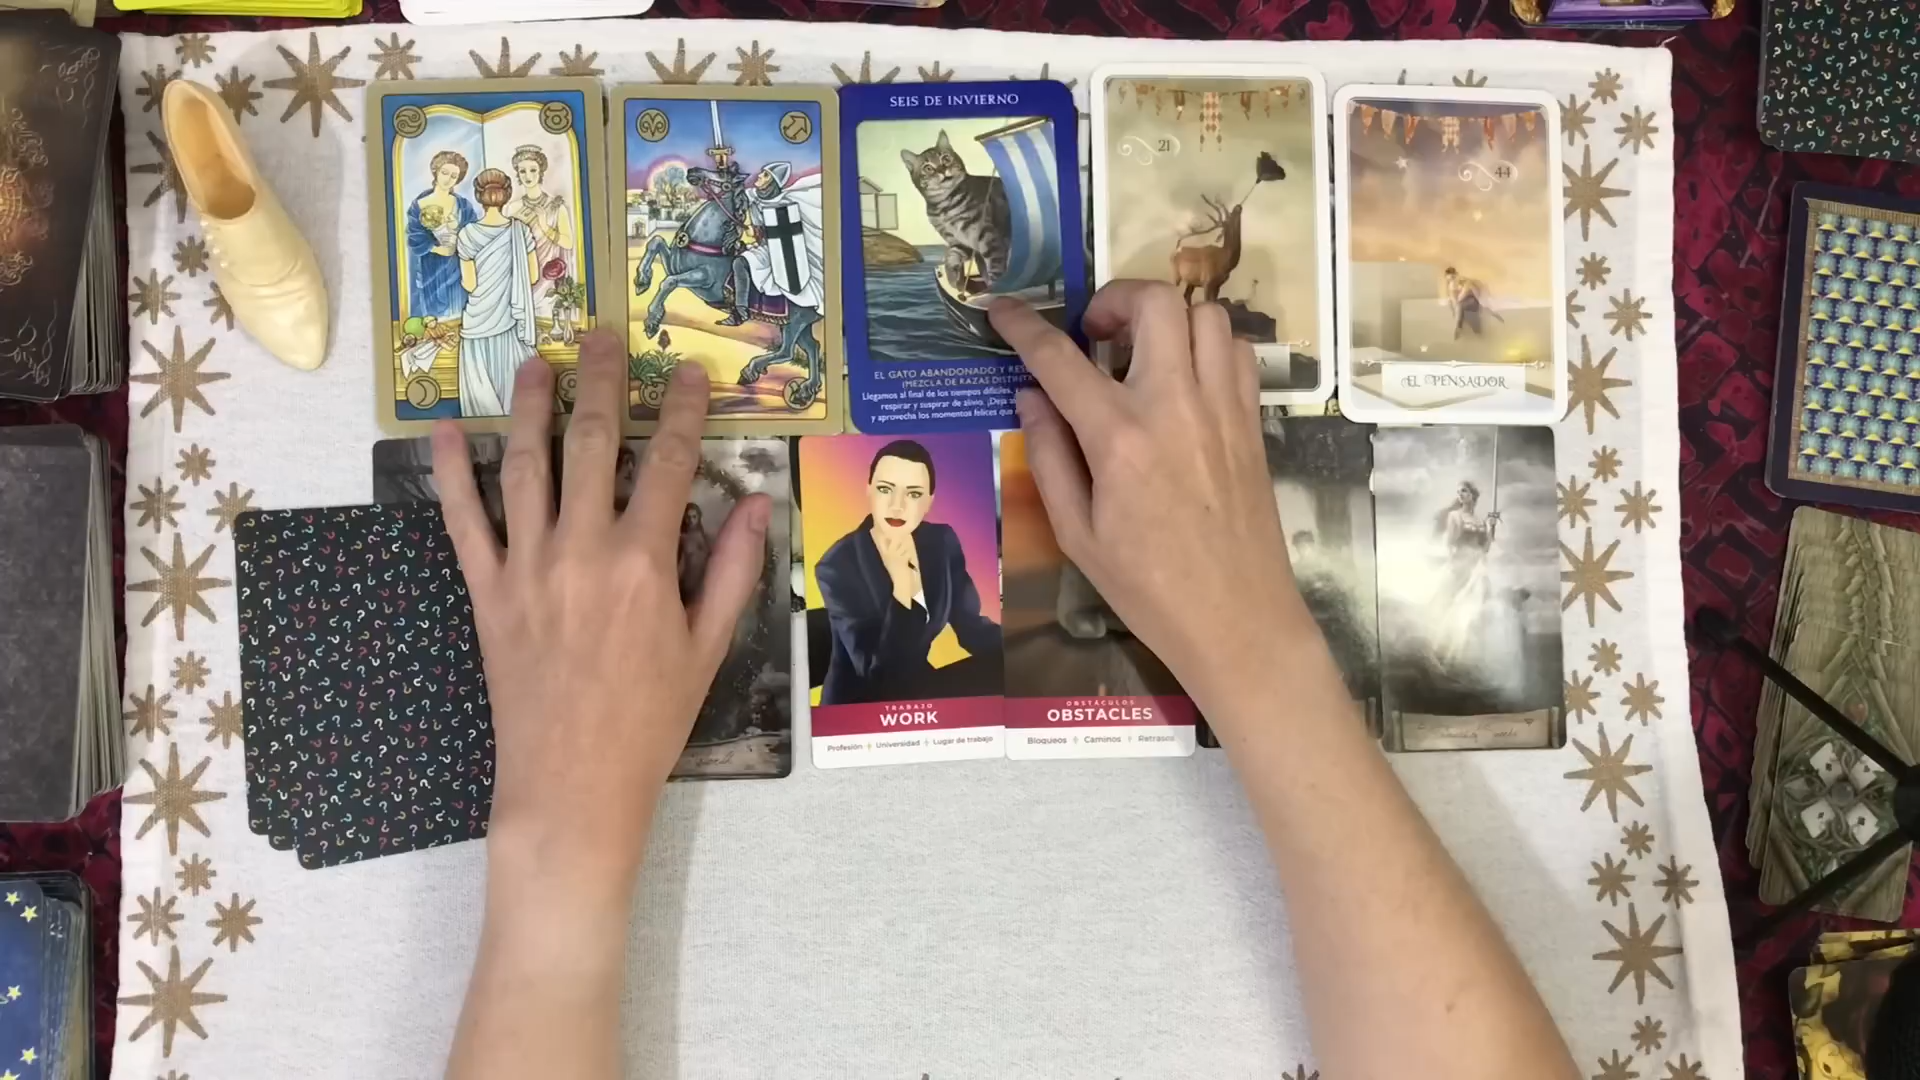 SEIS DE INVIERNO
21
44
EL GATO ABANDONADO Y
(MEZCLA DE RAZAS
Llegamos al final de los tiempos difíciles,
respirar y suspirar de alivio. ¡Deja
y aprovecha los momentos felices que
EL PENSADOR
TRABAJO
WORK
Profesión Universidad Lugar de trabajo
OBSTÁCULOS
OBSTACLES
Bloqueos Caminos Retrasos